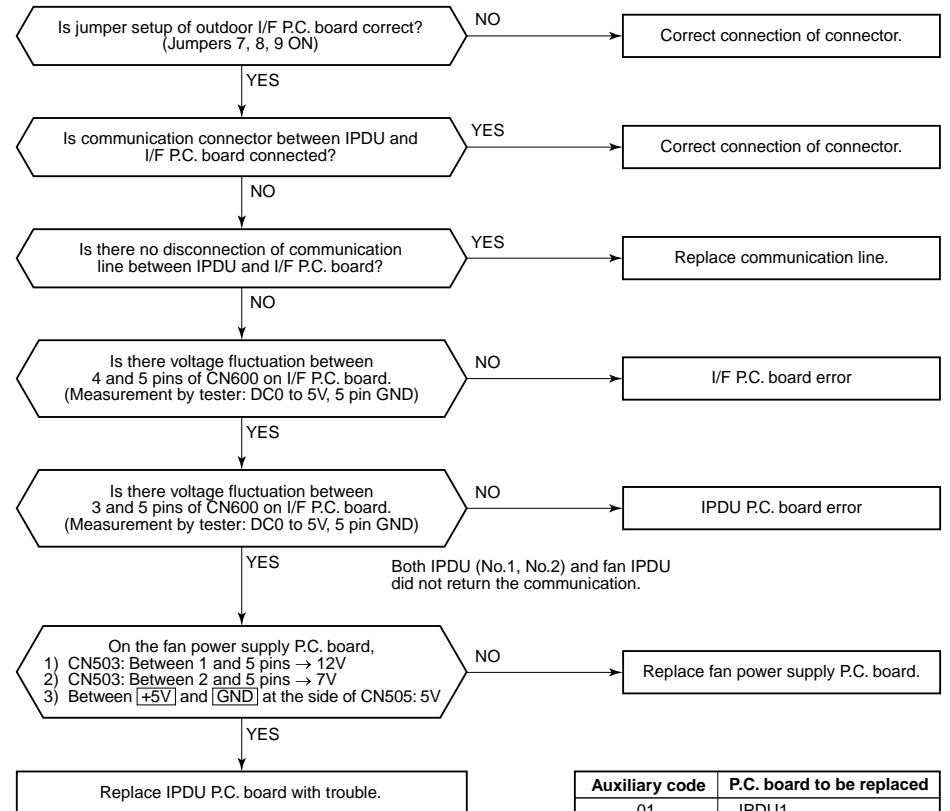 Is jumper setup of outdoor I/F P.C. board correct?
(Jumpers 7, 8, 9 ON)
NO
Correct connection of connector.
YES
Is communication connector between IPDU and
I/F P.C. board connected?
YES
Correct connection of connector.
NO
Is there no disconnection of communication
line between IPDU and I/F P.C. board?
YES
Replace communication line.
NO
Is there voltage fluctuation between
4 and 5 pins of CN600 on I/F P.C. board.
(Measurement by tester: DC0 to 5V, 5 pin GND)
NO
I/F P.C. board error
YES
Is there voltage fluctuation between
3 and 5 pins of CN600 on I/F P.C. board.
(Measurement by tester: DC0 to 5V, 5 pin GND)
NO
IPDU P.C. board error
YES
Both IPDU (No.1, No.2) and fan IPDU
did not return the communication.
On the fan power supply P.C. board,
1) CN503: Between 1 and 5 pins → 12V
2) CN503: Between 2 and 5 pins → 7V
3) Between +5V and GND at the side of CN505: 5V
NO
Replace fan power supply P.C. board.
YES
Replace IPDU P.C. board with trouble.
Auxiliary code P.C. board to be replaced
01 IPDU1